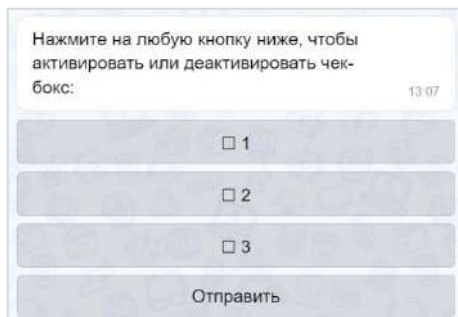 Нажмите на любую кнопку ниже, чтобы
активировать или деактивировать чек-
бокс:
13:07
☐ 1
☐ 2
☐ 3
Отправить